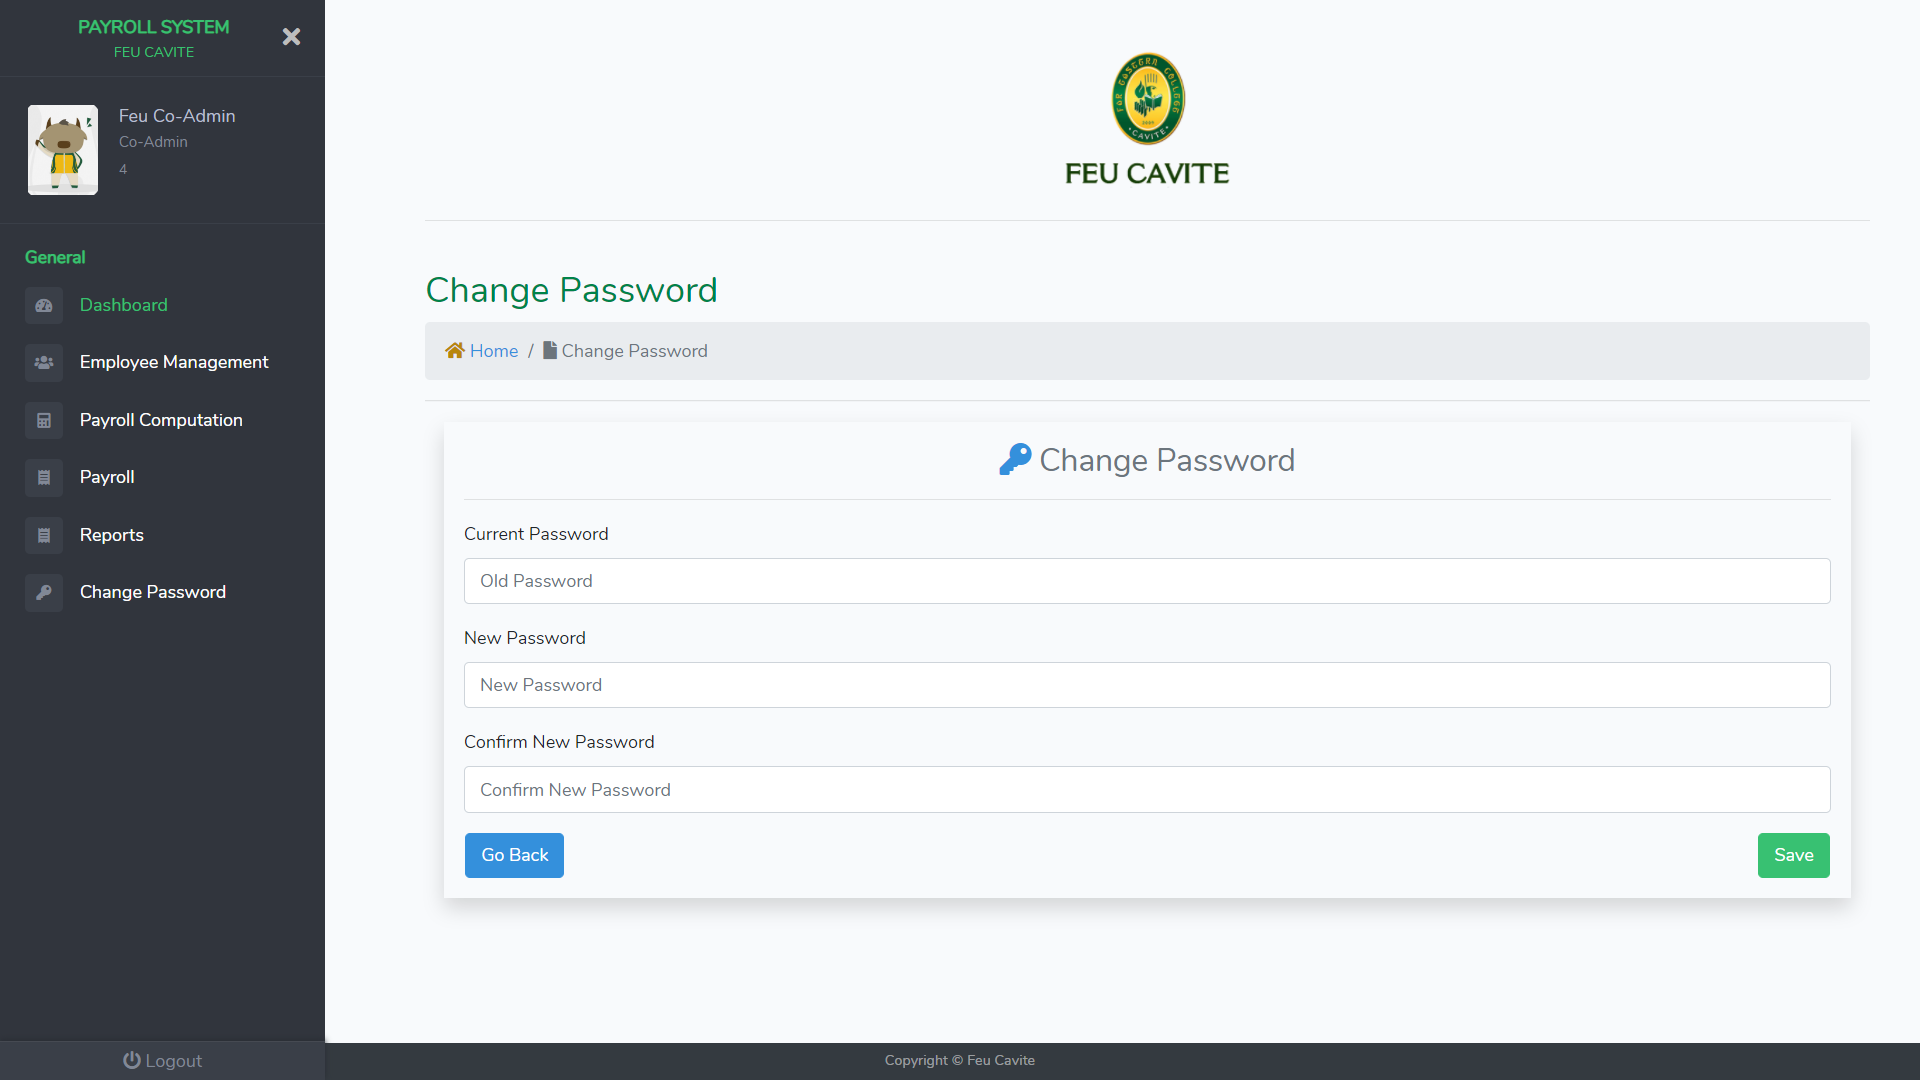 PAYROLL SYSTEM
FEU CAVITE
Feu Co-Admin
Co-Admin
4
General
Dashboard
Employee Management
Payroll Computation
Payroll
Reports
Change Password
Logout
CAVITE
FEU CAVITE
Change Password
Home / Change Password
Change Password
Current Password
Old Password
New Password
New Password
Confirm New Password
Confirm New Password
Go Back
Save
Copyright © Feu Cavite